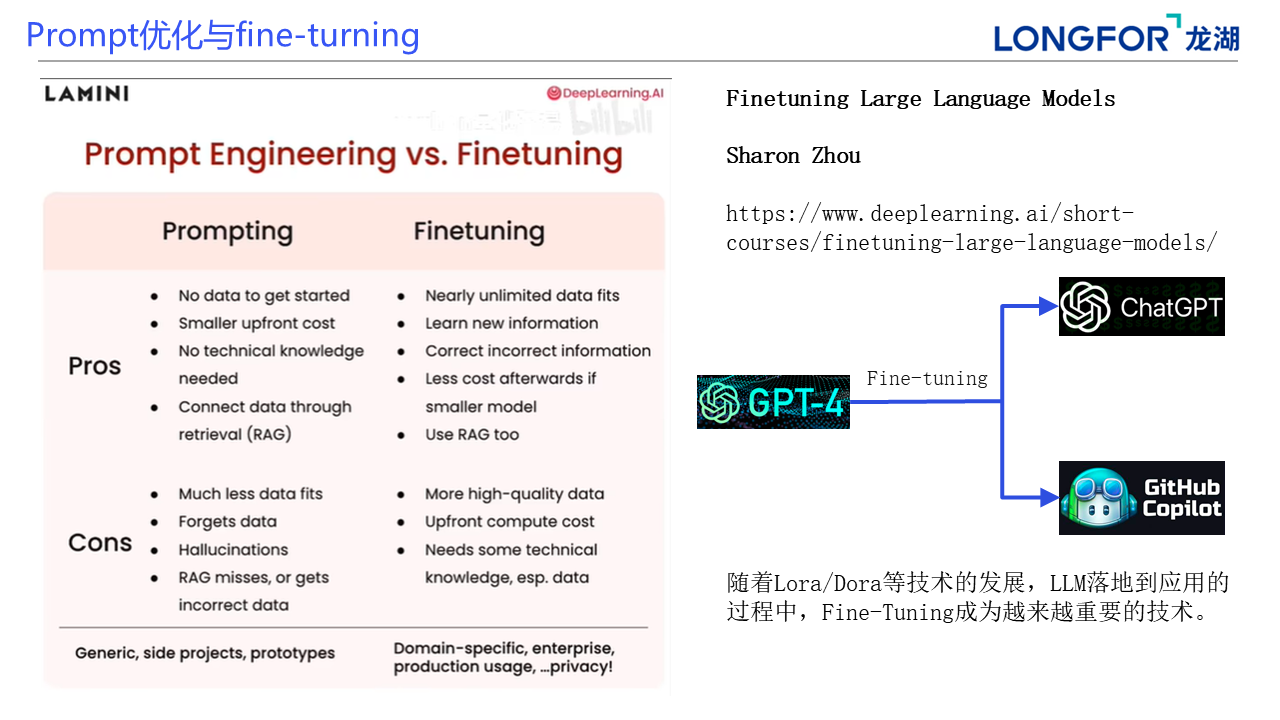 Prompt优化与fine-turning
LONGFOR 龙湖
LAMINI
DeepLearning.AI
bilibili
Prompt Engineering vs. Finetuning
Prompting
Finetuning
Pros
No data to get started
Smaller upfront cost
No technical knowledge
needed
Connect data through
retrieval (RAG)
Nearly unlimited data fits
Learn new information
Correct incorrect information
Less cost afterwards if
smaller model
Use RAG too
Cons
Much less data fits
Forgets data
Hallucinations
RAG misses, or gets
incorrect data
More high-quality data
Upfront compute cost
Needs some technical
knowledge, esp. data
Generic, side projects, prototypes
Domain-specific, enterprise,
production usage, ...privacy!
Finetuning Large Language Models
Sharon Zhou
https://www.deeplearning.ai/short-
courses/finetuning-large-language-models/
ChatGPT
Fine-tuning
GPT-4
GitHub
Copilot
随着Lora/Dora等技术的发展，LLM落地到应用的
过程中，Fine-Tuning成为越来越重要的技术。